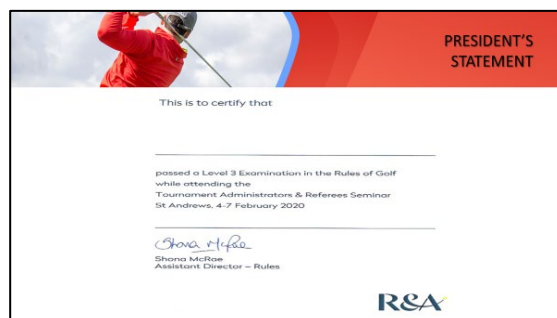 PRESIDENT'S
STATEMENT
This is to certify that
passed a Level 3 Examination in the Rules of Golf
while attending the
Tournament Administrators & Referees Seminar
St Andrews, 4-7 February 2020
Shona McRae
Shona McRae
Assistant Director – Rules
R&A